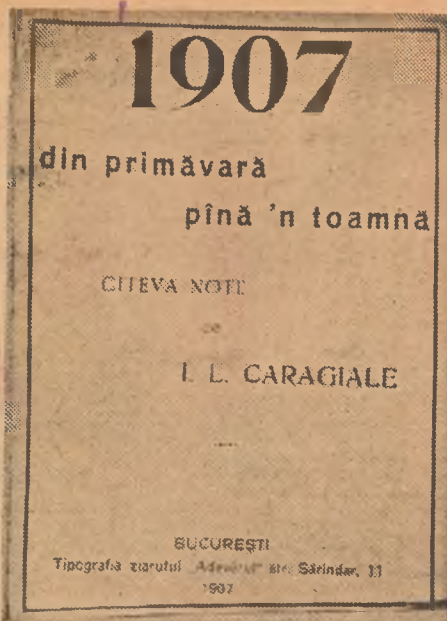 1907
din primăvară
pînă 'n toamnă
CITEVA NOTE
DE
I. L. CARAGIALE
BUCUREȘTI
Tipografia ziarului „Adevărul” str. Sărindar, 11
1907